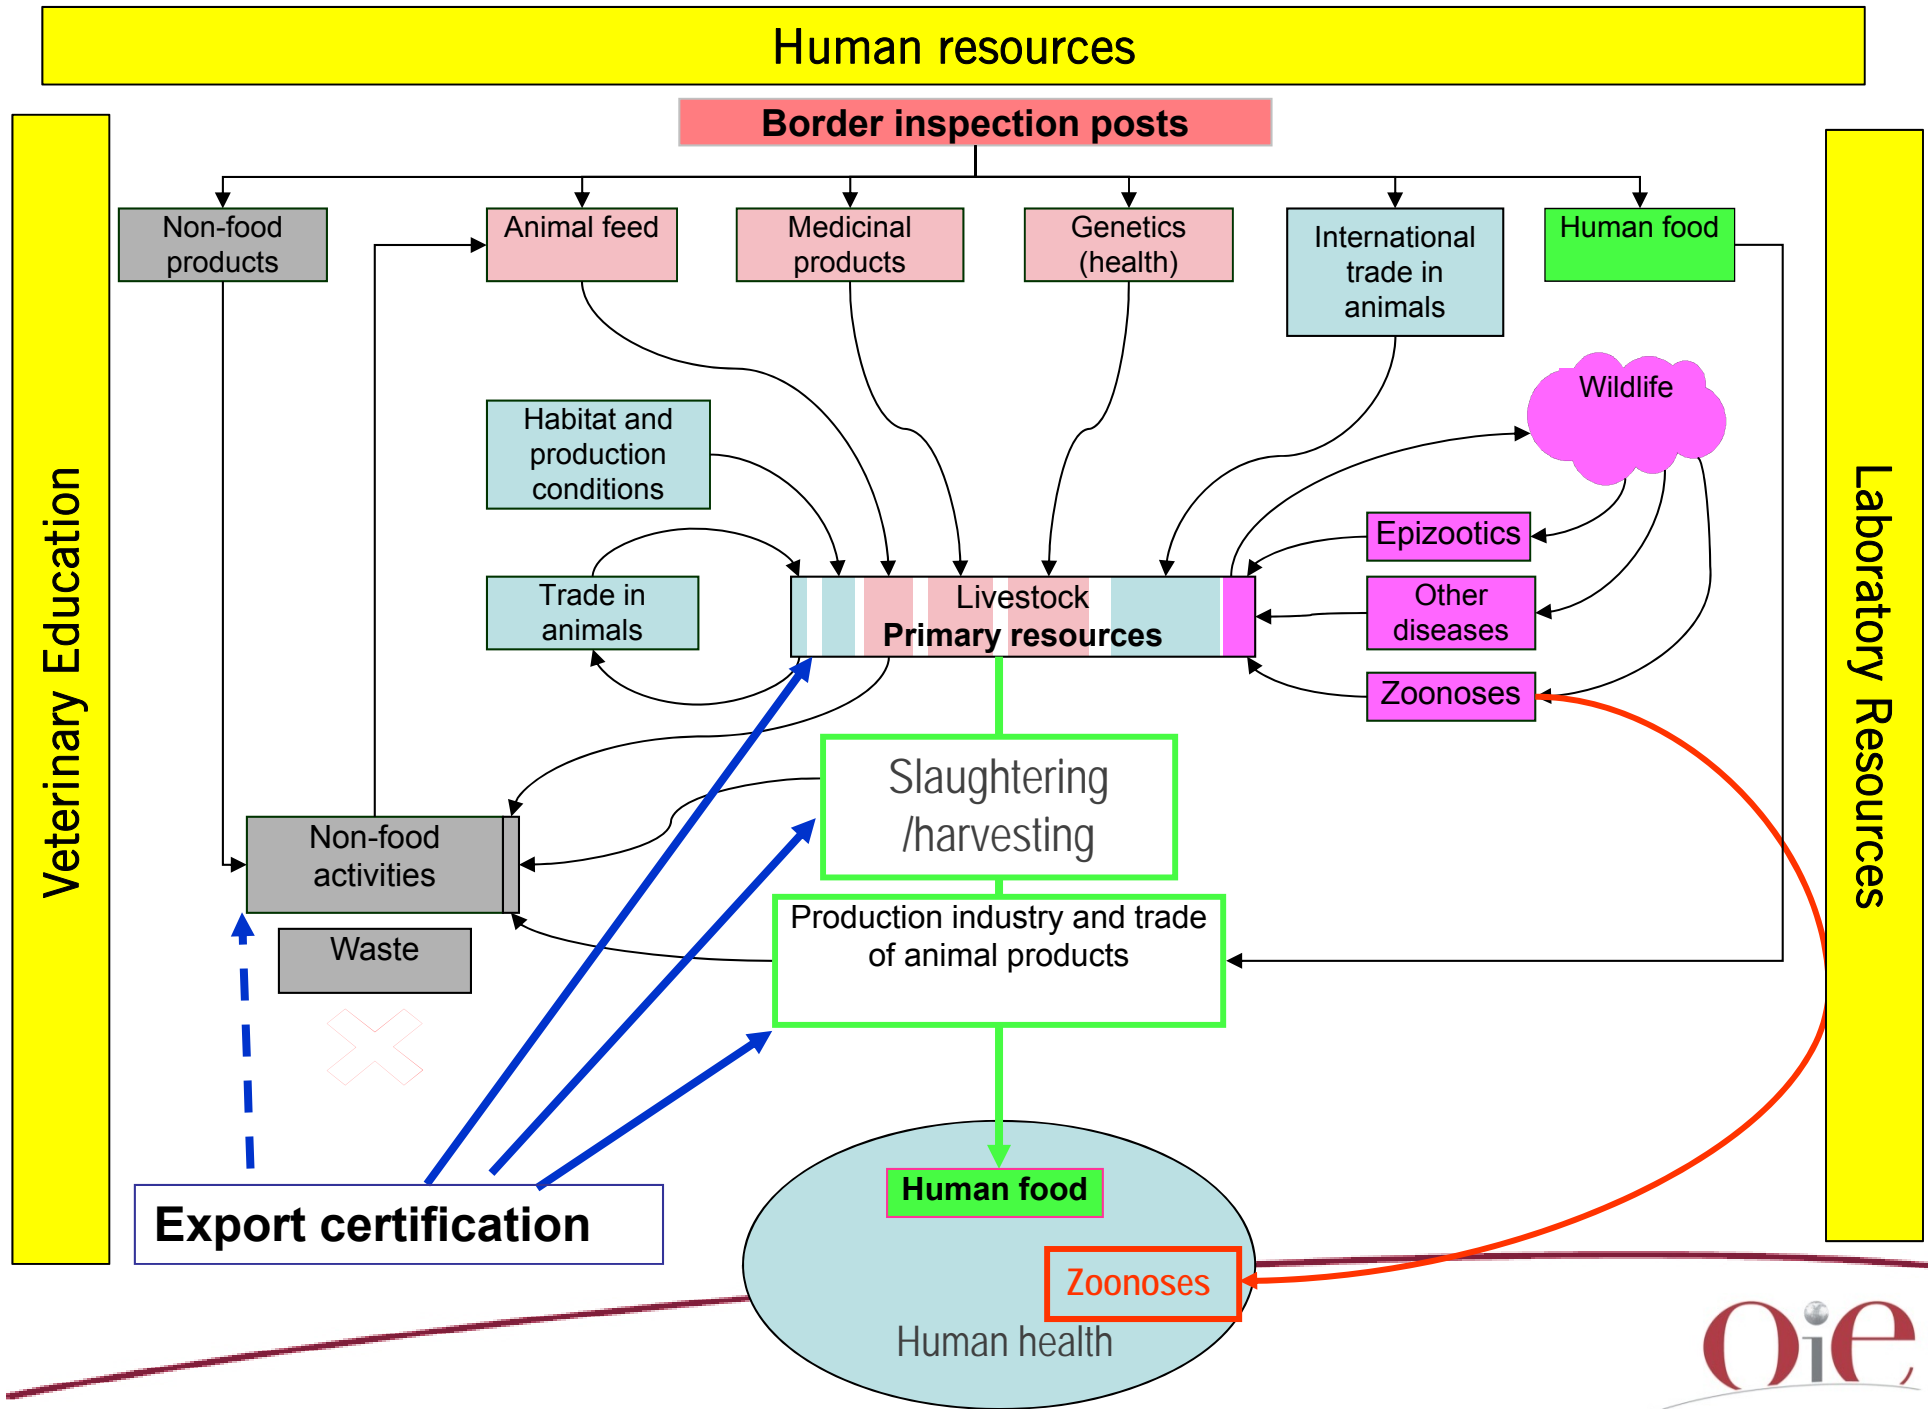 Human resources
Border inspection posts
Veterinary Education
Laboratory Resources
Non-food
products
Animal feed
Medicinal
products
Genetics
(health)
International
trade in
animals
Human food
Wildlife
Habitat and
production
conditions
Epizootics
Trade in
animals
Livestock
Primary resources
Other
diseases
Zoonoses
Slaughtering
/harvesting
Non-food
activities
Production industry and trade
of animal products
Waste
Human food
Export certification
Zoonoses
Human health
OiE